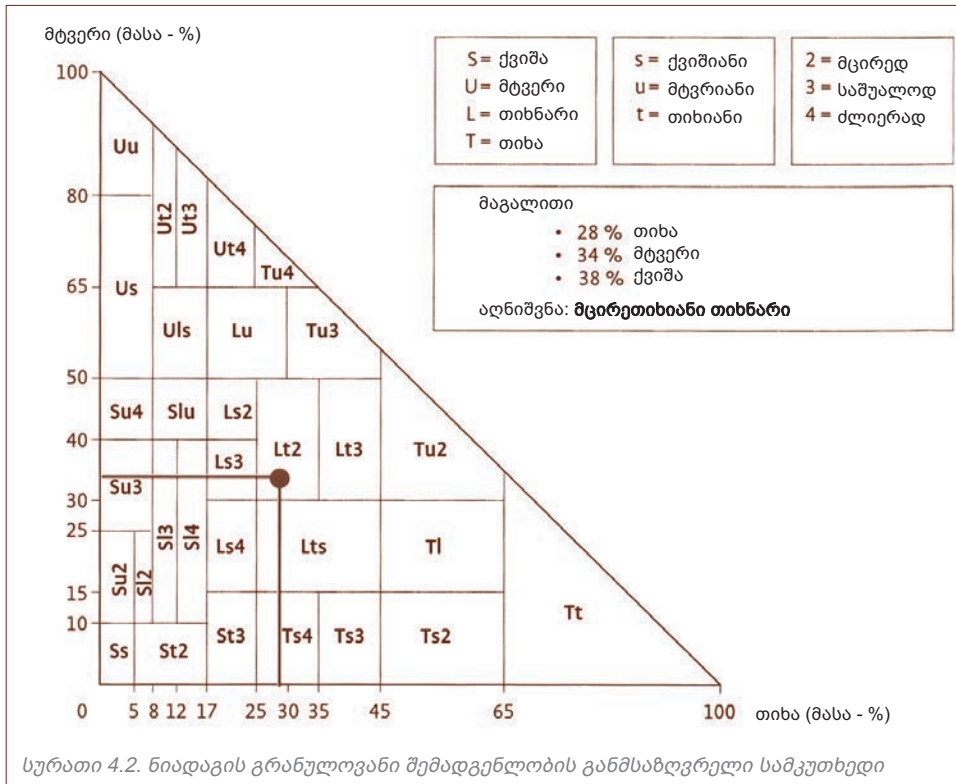 მტვერი (მასა - %)
S = ქვიშა
U = მტვერი
L = თიხნარი
T = თიხა
s = ქვიშიანი
u = მტვრიანი
t = თიხიანი
2 = მცირედ
3 = საშუალოდ
4 = ძლიერად
მაგალითი
• 28 % თიხა
• 34 % მტვერი
• 38 % ქვიშა
აღნიშვნა: მცირეთიხიანი თიხნარი
100
80
65
50
40
30
25
15
10
Uu
Ut2
Ut3
Ut4
Tu4
Us
Uls
Lu
Tu3
Su4
Slu
Ls2
Lt2
Lt3
Tu2
Ls3
Su3
Sl3
Sl4
Ls4
Lts
Tl
Su2
Sl2
Tt
Ss
St2
St3
Ts4
Ts3
Ts2
0 5 8 12 17 25 30 35 45 65 100 თიხა (მასა - %)
სურათი 4.2. ნიადაგის გრანულოვანი შემადგენლობის განმსაზღვრელი სამკუთხედი